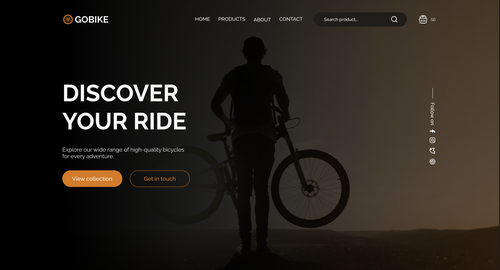 GOBIKE
HOME PRODUCTS ABOUT CONTACT
Search product...
DISCOVER
YOUR RIDE
Explore our wide range of high-quality bicycles
for every adventure.
View collection
Get in touch
Follow on